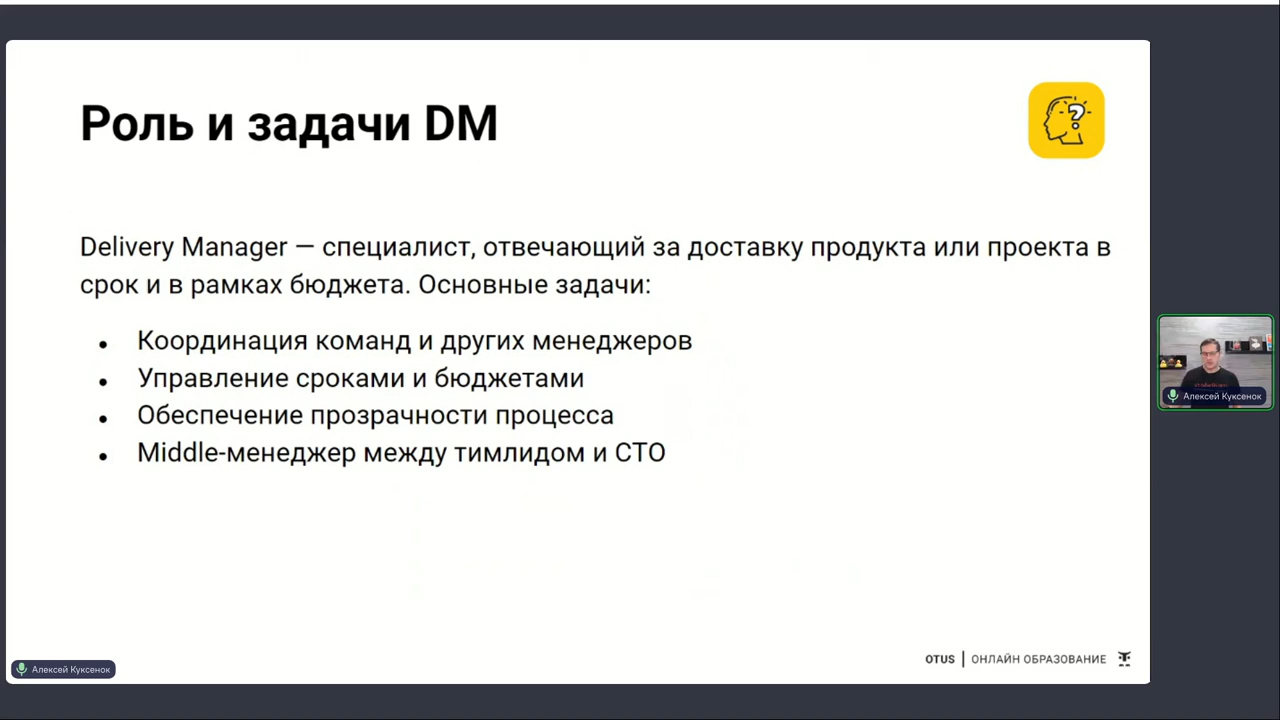 Роль и задачи DM
Delivery Manager — специалист, отвечающий за доставку продукта или проекта в
срок и в рамках бюджета. Основные задачи:
● Координация команд и других менеджеров
● Управление сроками и бюджетами
● Обеспечение прозрачности процесса
● Middle-менеджер между тимлидом и СТО
Алексей Куксенок
Алексей Куксенок
OTUS | ОНЛАЙН ОБРАЗОВАНИЕ